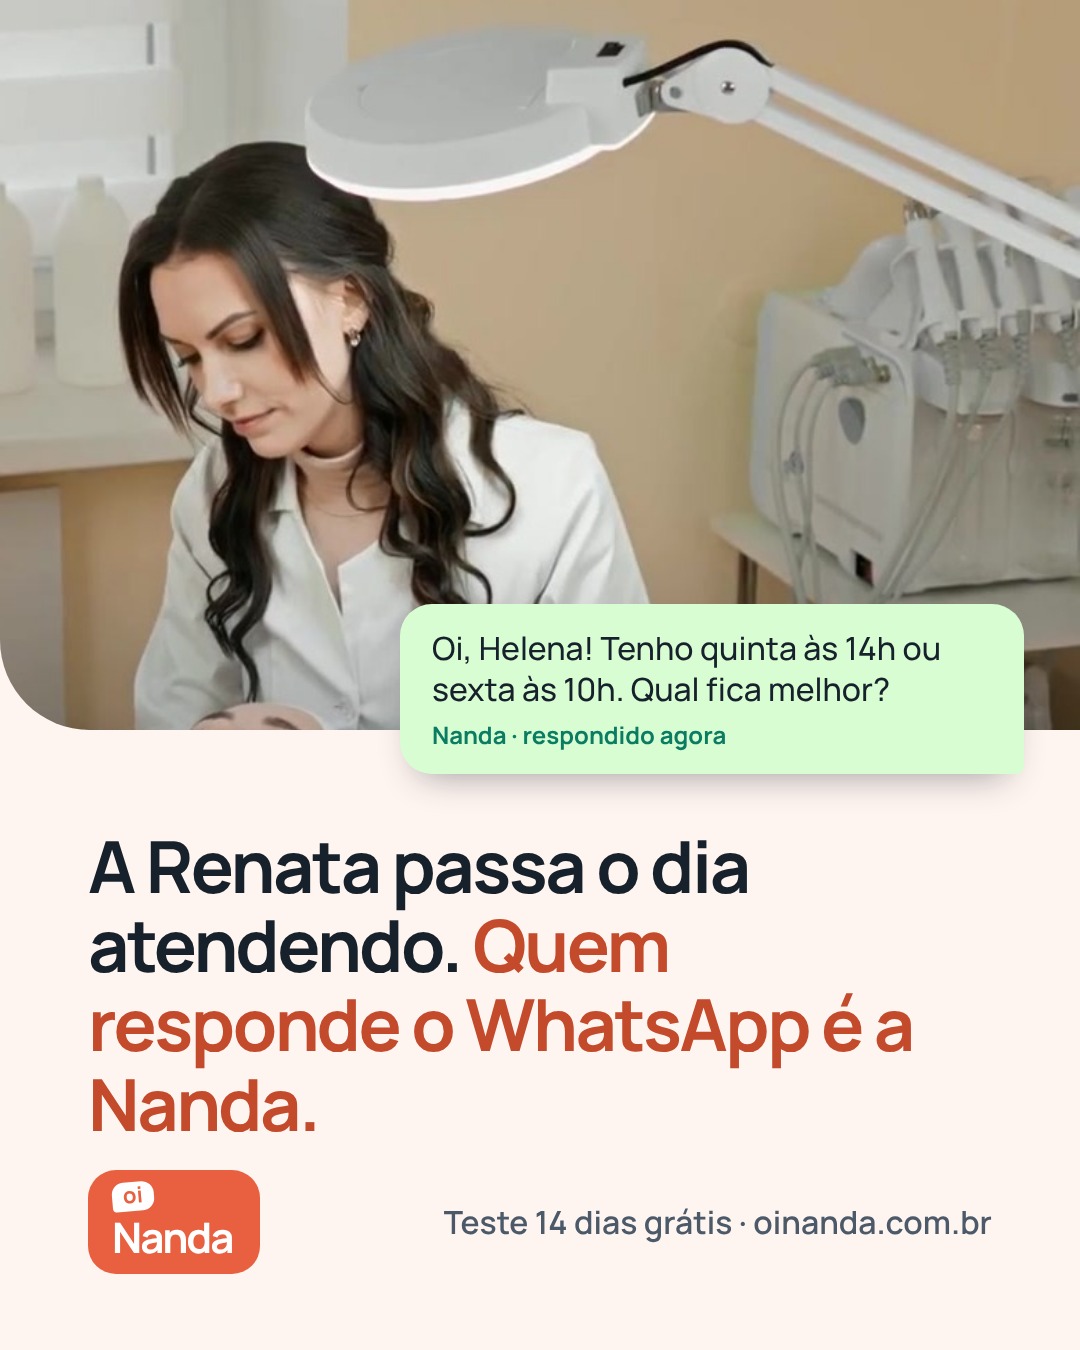 Oi, Helena! Tenho quinta às 14h ou
sexta às 10h. Qual fica melhor?
Nanda · respondido agora
A Renata passa o dia
atendendo. Quem
responde o WhatsApp é a
Nanda.
oi
Nanda
Teste 14 dias grátis · oinanda.com.br